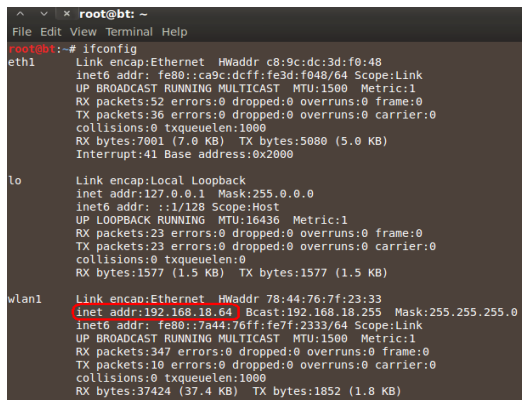 root@bt: ~
File Edit View Terminal Help
root@bt:~# ifconfig
eth1 Link encap:Ethernet HWaddr c8:9c:dc:3d:f0:48
inet6 addr: fe80::ca9c:dcff:fe3d:f048/64 Scope:Link
UP BROADCAST RUNNING MULTICAST MTU:1500 Metric:1
RX packets:52 errors:0 dropped:0 overruns:0 frame:0
TX packets:36 errors:0 dropped:0 overruns:0 carrier:0
collisions:0 txqueuelen:1000
RX bytes:7001 (7.0 KB) TX bytes:5080 (5.0 KB)
Interrupt:41 Base address:0x2000
lo Link encap:Local Loopback
inet addr:127.0.0.1 Mask:255.0.0.0
inet6 addr: ::1/128 Scope:Host
UP LOOPBACK RUNNING MTU:16436 Metric:1
RX packets:23 errors:0 dropped:0 overruns:0 frame:0
TX packets:23 errors:0 dropped:0 overruns:0 carrier:0
collisions:0 txqueuelen:0
RX bytes:1577 (1.5 KB) TX bytes:1577 (1.5 KB)
wlan1 Link encap:Ethernet HWaddr 78:44:76:7f:23:33
inet addr:192.168.18.64 Bcast:192.168.18.255 Mask:255.255.255.0
inet6 addr: fe80::7a44:76ff:fe7f:2333/64 Scope:Link
UP BROADCAST RUNNING MULTICAST MTU:1500 Metric:1
RX packets:347 errors:0 dropped:0 overruns:0 frame:0
TX packets:10 errors:0 dropped:0 overruns:0 carrier:0
collisions:0 txqueuelen:1000
RX bytes:37424 (37.4 KB) TX bytes:1852 (1.8 KB)